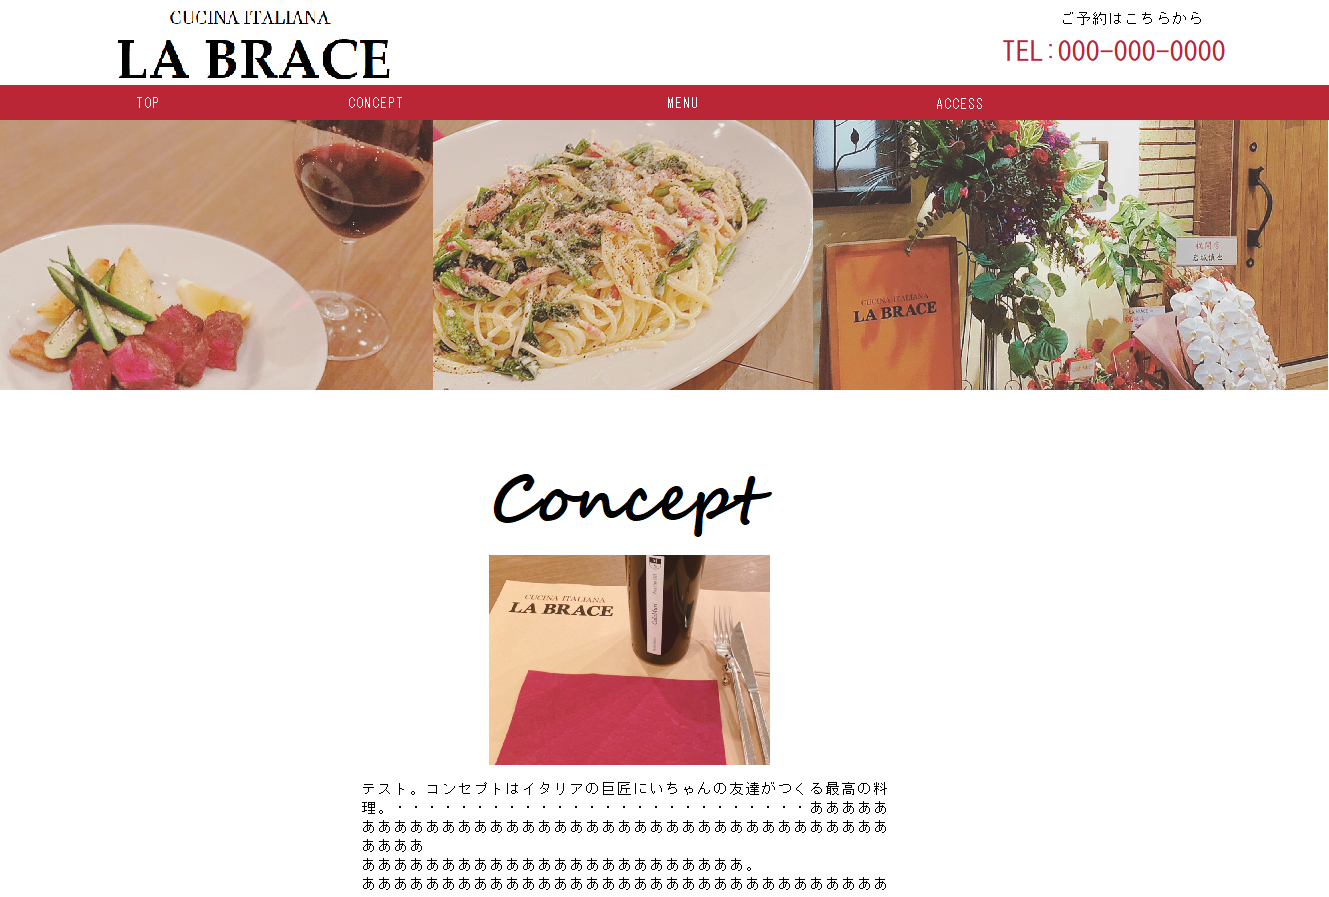 CUCINA ITALIANA
LA BRACE
ご予約はこちらから
TEL:000-000-0000
TOP CONCEPT MENU ACCESS
CUCINA ITALIANA
LA BRACE
祝開店
Concept
CUCINA ITALIANA
LA BRACE
テスト。コンセプトはイタリアの巨匠にいちゃんの友達がつくる最高の料
理。・・・・・・・・・・・・・・・・・・・・・・・・・・あああああ
あああああああああああああああああああああああああああああああああ
ああああ
ああああああああああああああああああああああああ。
あああああああああああああああああああああああああああああああああ